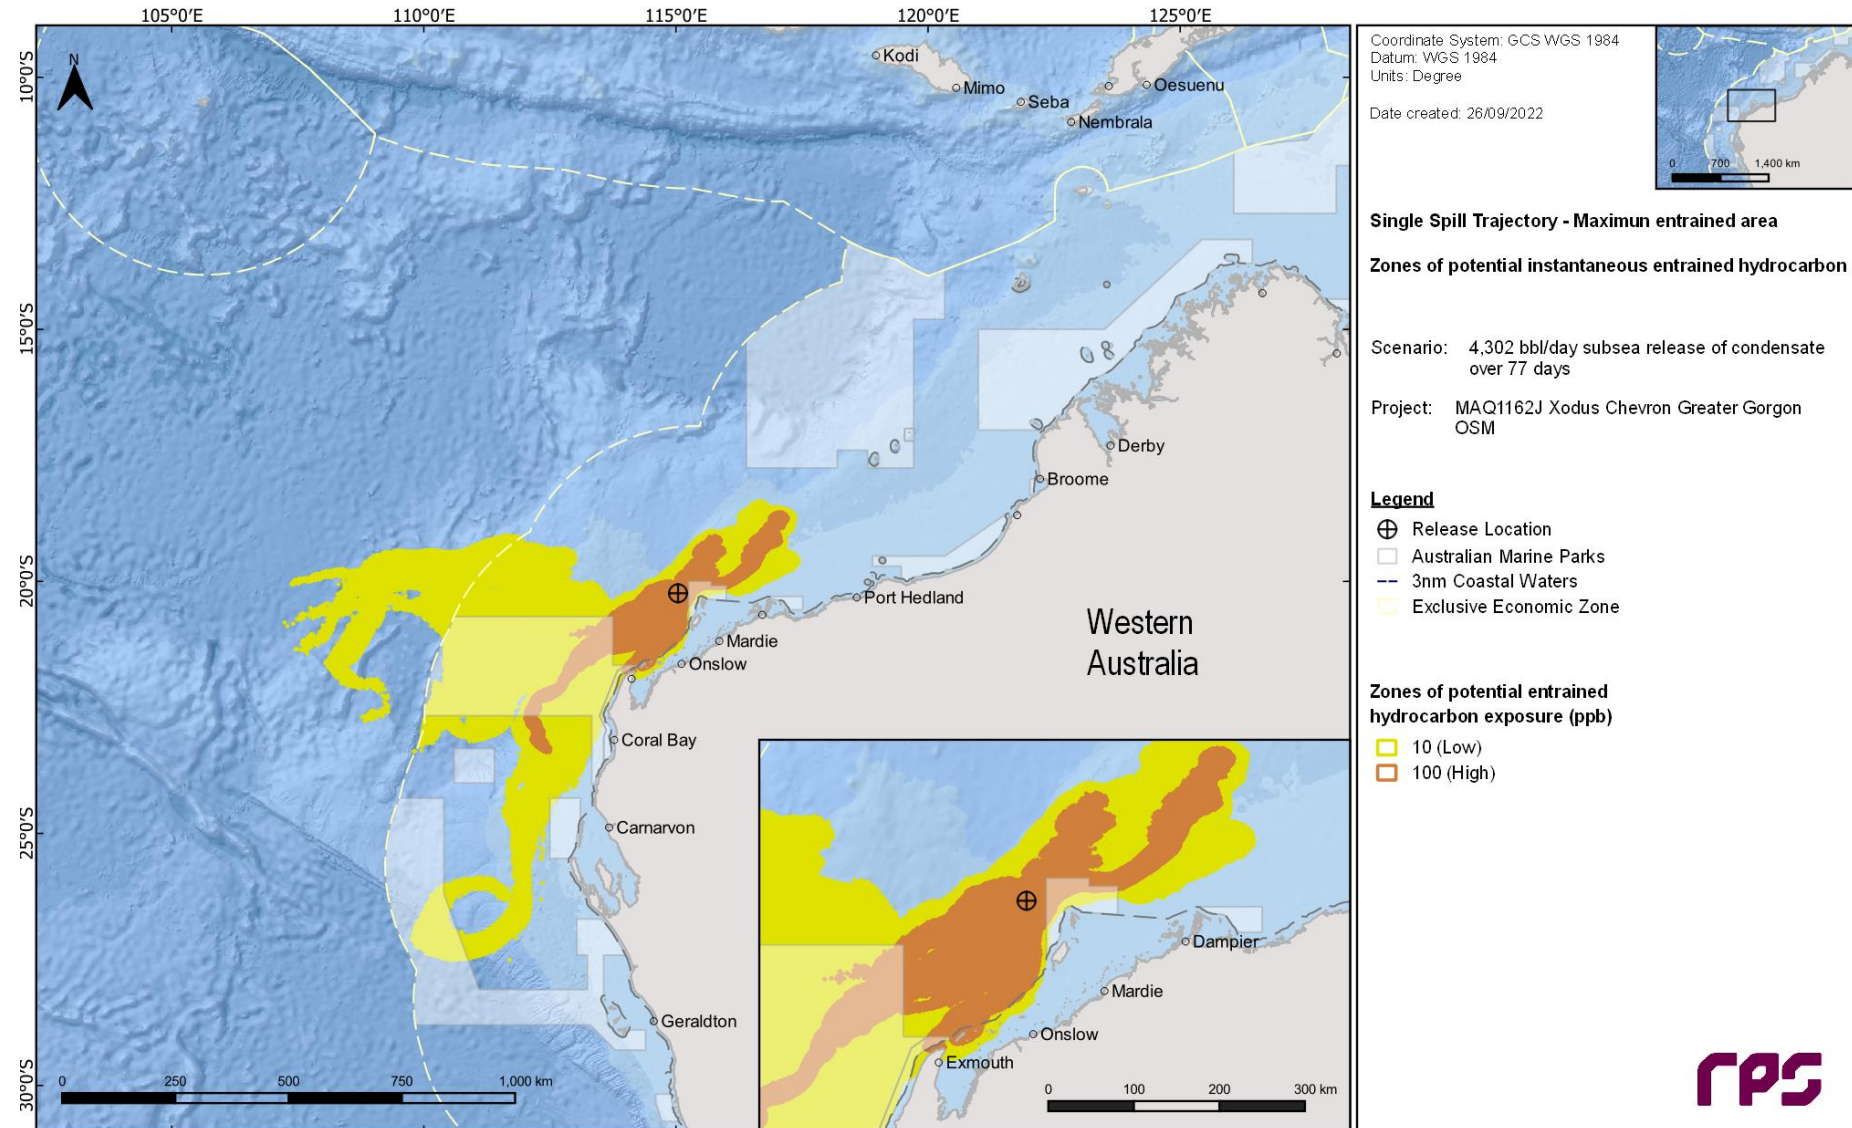 105°0'E 110°0'E 115°0'E 120°0'E 125°0'E
10°0'S
15°0'S
20°0'S
25°0'S
30°0'S
N
Kodi
Mimo
Seba
Oesuenu
Nembrala
Derby
Broome
Port Hedland
Mardie
Onslow
Western
Australia
Coral Bay
Carnarvon
Geraldton
0 250 500 750 1,000 km
Dampier
Mardie
Onslow
Exmouth
0 100 200 300 km
Coordinate System: GCS WGS 1984
Datum: WGS 1984
Units: Degree
Date created: 26/09/2022
0 700 1,400 km
Single Spill Trajectory - Maximun entrained area
Zones of potential instantaneous entrained hydrocarbon
Scenario: 4,302 bbl/day subsea release of condensate
over 77 days
Project: MAQ1162J Xodus Chevron Greater Gorgon
OSM
Legend
Release Location
Australian Marine Parks
3nm Coastal Waters
Exclusive Economic Zone
Zones of potential entrained
hydrocarbon exposure (ppb)
10 (Low)
100 (High)
rps